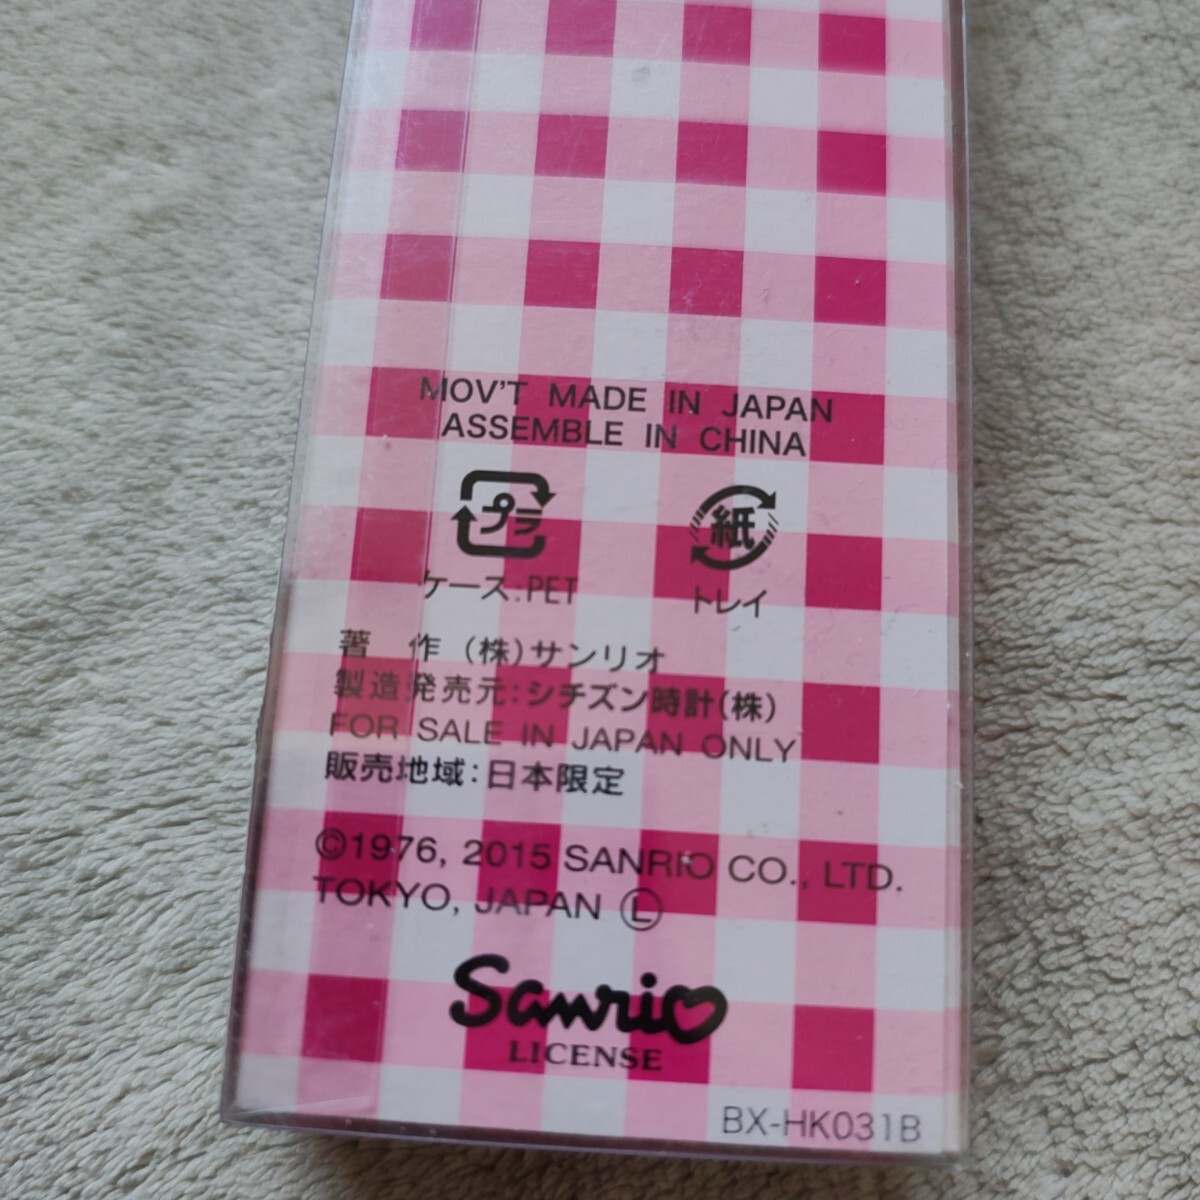 MOV'T MADE IN JAPAN
ASSEMBLE IN CHINA
プラ 紙
ケース:PET トレイ
著 作 (株)サンリオ
製造発売元:シチズン時計(株)
FOR SALE IN JAPAN ONLY
販売地域:日本限定
©1976, 2015 SANRIO CO., LTD.
TOKYO, JAPAN Ⓛ
Sanrio
LICENSE
BX-HK031B